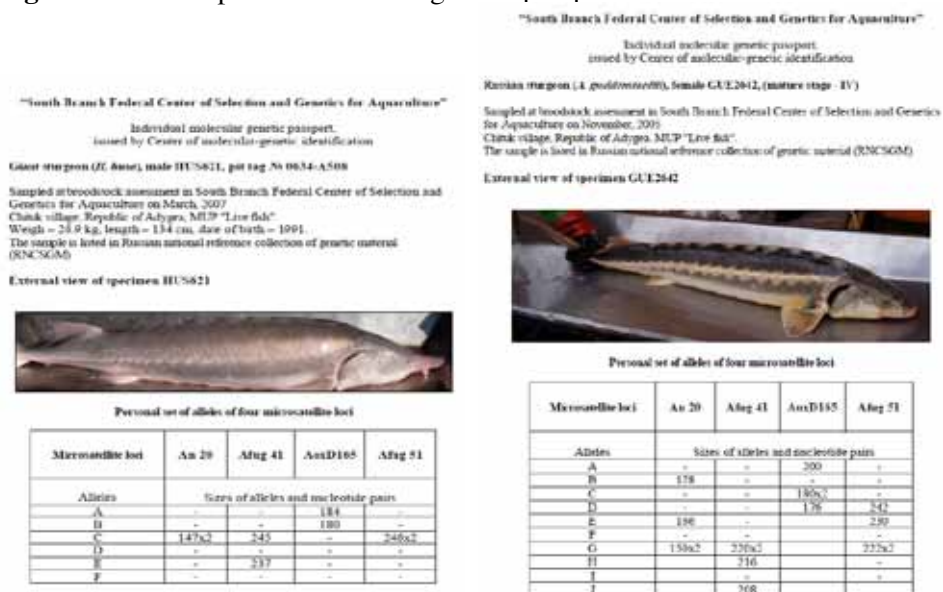 "South Branch Federal Center of Selection and Genetics for Aquaculture"
Individual molecular genetic passport,
issued by Center of molecular-genetic identification
Giant sturgeon (H. huso), male HUS621, pit tag № 0634-A508
Sampled at broodstock assessment in South Branch Federal Center of Selection and
Genetics for Aquaculture on March, 2007
Chituk village, Republic of Adygea, MUP "Live fish"
Weigh – 28.9 kg, length – 134 cm, date of birth – 1991.
The sample is listed in Russian national reference collection of genetic material
(RNCSGM)
External view of specimen HUS621
Personal set of alleles of four microsatellite loci
Microsatellite loci An 20 Afug 41 AoxD165 Afug 51
Alleles Sizes of alleles and nucleotide pairs
A - - 184 -
B - - 180 -
C 147x2 245 - 246x2
D - - - -
E - 237 - -
F - - - -
"South Branch Federal Center of Selection and Genetics for Aquaculture"
Individual molecular genetic passport,
issued by Center of molecular-genetic identification
Russian sturgeon (A. gueldenstaedtii), female GUE2642, (mature stage - IV)
Sampled at broodstock assessment in South Branch Federal Center of Selection and Genetics
for Aquaculture on November, 2005
Chituk village, Republic of Adygea, MUP "Live fish".
The sample is listed in Russian national reference collection of genetic material (RNCSGM)
External view of specimen GUE2642
Personal set of alleles of four microsatellite loci
Microsatellite loci An 20 Afug 41 AoxD165 Afug 51
Alleles Sizes of alleles and nucleotide pairs
A - - 200 -
B 178 - - -
C - - 180x2 -
D - - 176 242
E 156 - 230
F - - -
G 150x2 220x2 222x2
H 216 -
I - -
J 208